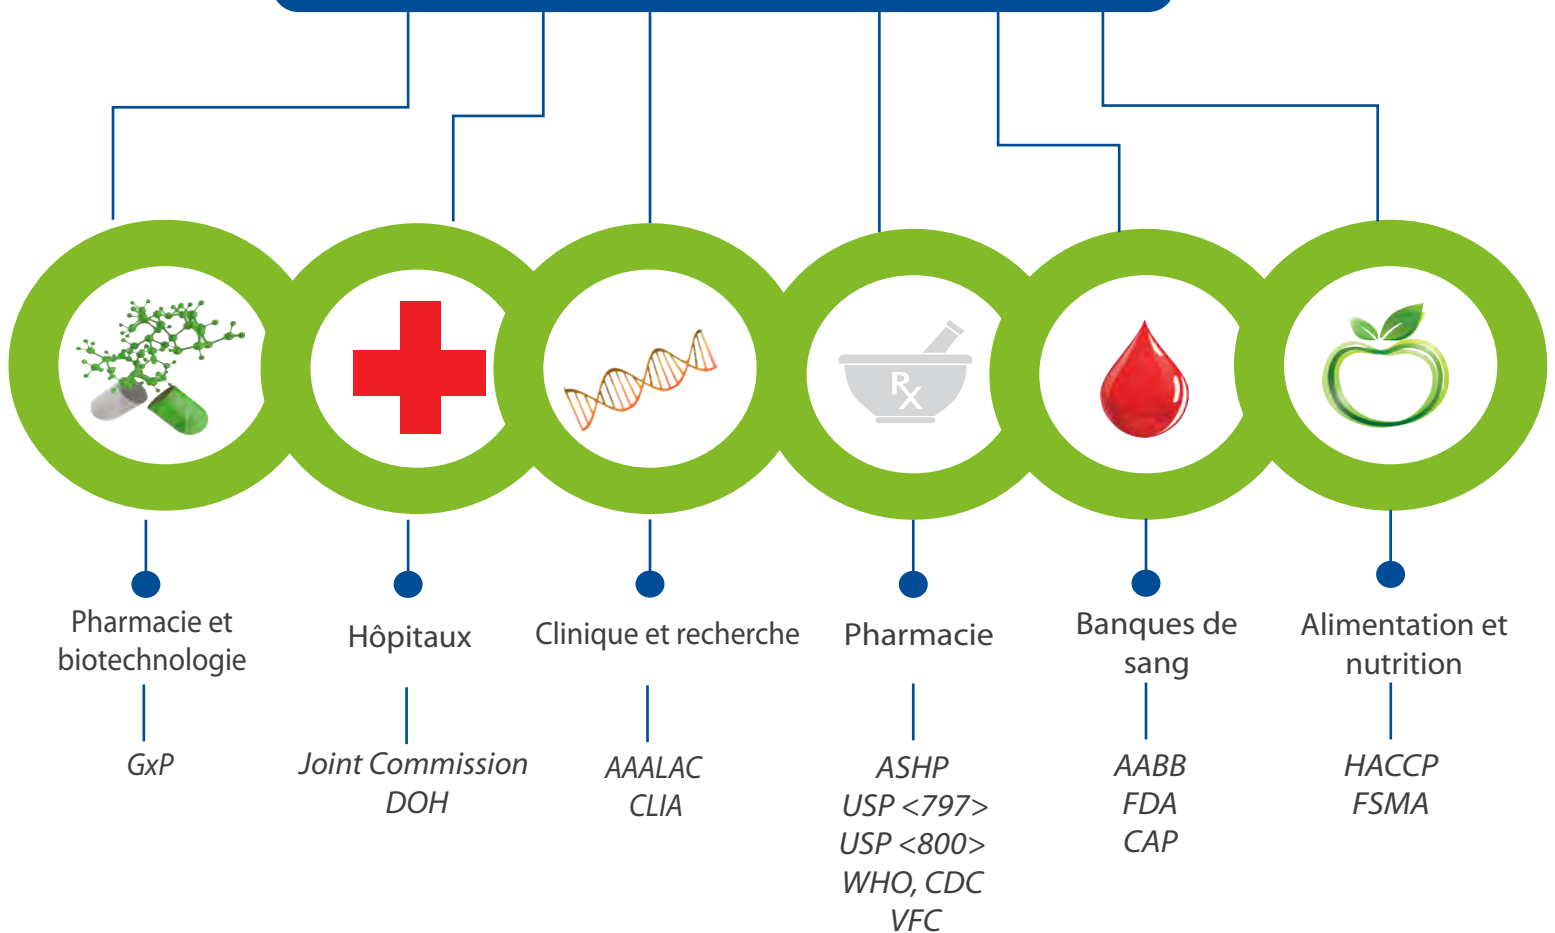 Rx
Pharmacie et
biotechnologie
GxP
Hôpitaux
Joint Commission
DOH
Clinique et recherche
AAALAC
CLIA
Pharmacie
ASHP
USP <797>
USP <800>
WHO, CDC
VFC
Banques de
sang
AABB
FDA
CAP
Alimentation et
nutrition
HACCP
FSMA